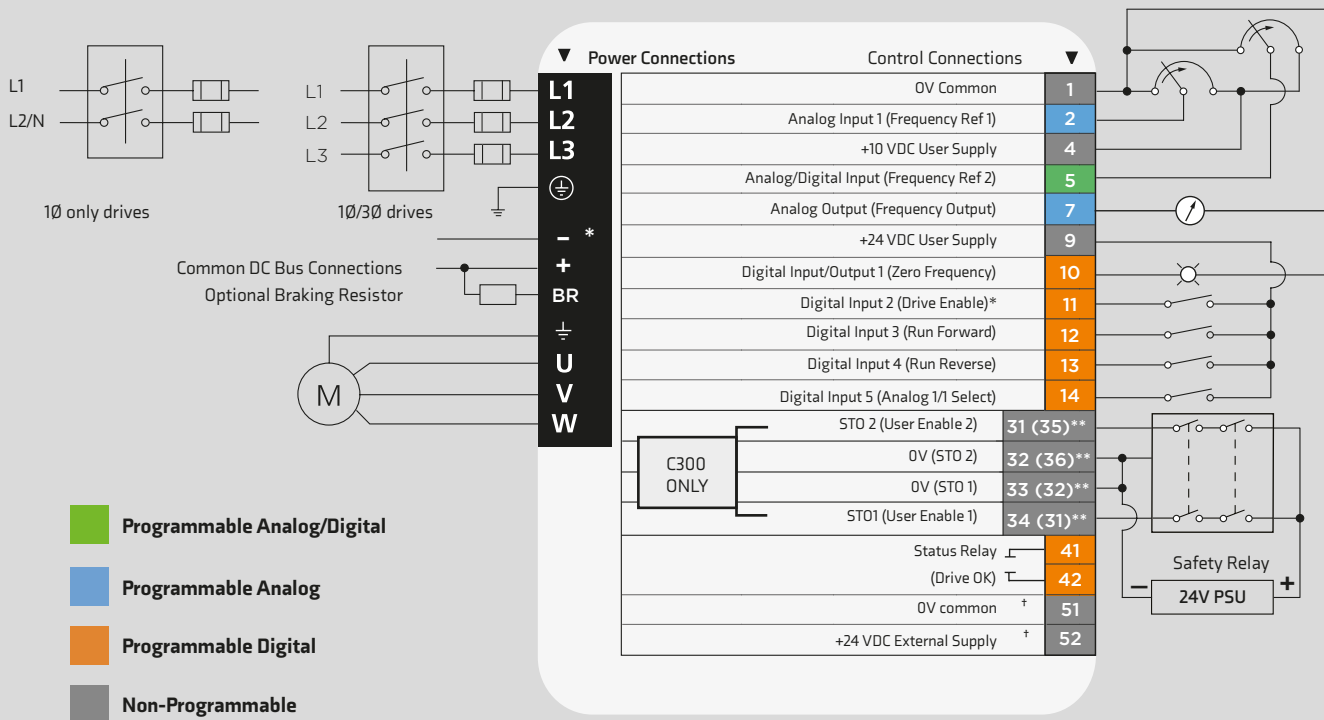 ▼ Power Connections
Control Connections ▼
L1
L2/N
1Ø only drives
L1
L2
L3
1Ø/3Ø drives
Common DC Bus Connections
Optional Braking Resistor
M
L1
L2
L3
- *
+
BR
U
V
W
0V Common 1
Analog Input 1 (Frequency Ref 1) 2
+10 VDC User Supply 4
Analog/Digital Input (Frequency Ref 2) 5
Analog Output (Frequency Output) 7
+24 VDC User Supply 9
Digital Input/Output 1 (Zero Frequency) 10
Digital Input 2 (Drive Enable)* 11
Digital Input 3 (Run Forward) 12
Digital Input 4 (Run Reverse) 13
Digital Input 5 (Analog 1/1 Select) 14
STO 2 (User Enable 2) 31 (35)**
0V (STO 2) 32 (36)**
0V (STO 1) 33 (32)**
STO1 (User Enable 1) 34 (31)**
C300
ONLY
Status Relay 41
(Drive OK) 42
0V common † 51
+24 VDC External Supply † 52
Safety Relay
– 24V PSU +
Programmable Analog/Digital
Programmable Analog
Programmable Digital
Non-Programmable